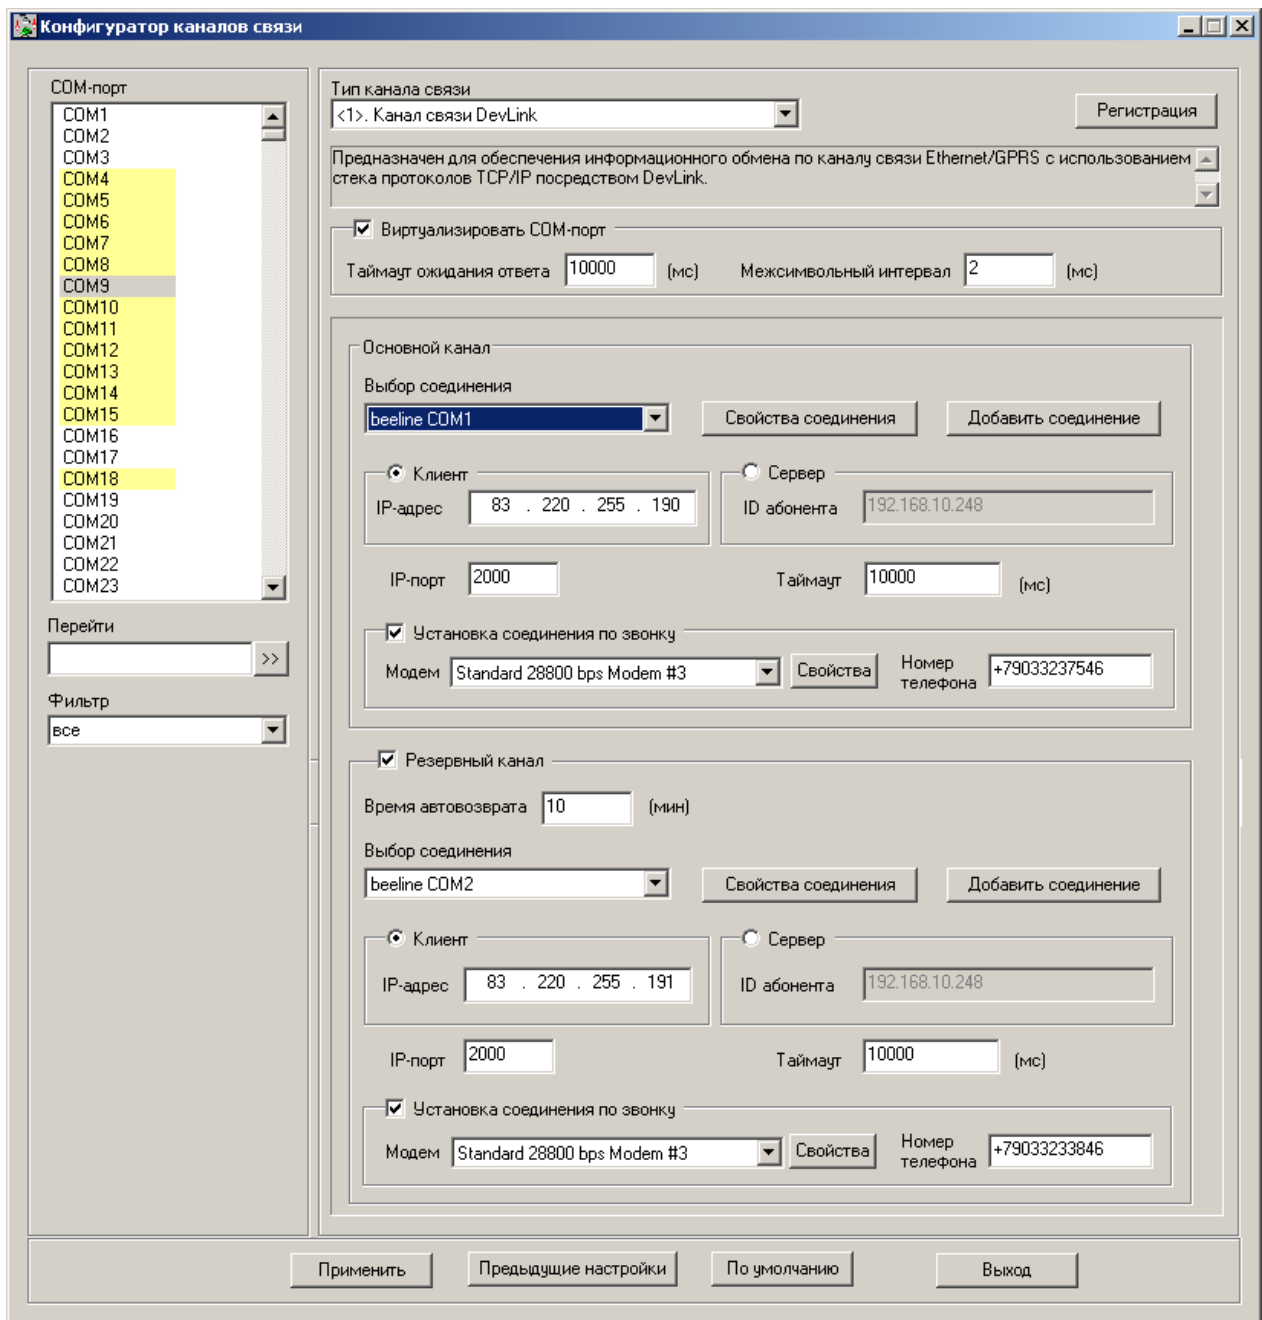 Конфигуратор каналов связи
COM-порт
COM1
COM2
COM3
COM4
COM5
COM6
COM7
COM8
COM9
COM10
COM11
COM12
COM13
COM14
COM15
COM16
COM17
COM18
COM19
COM20
COM21
COM22
COM23
Перейти
>>
Фильтр
все
Тип канала связи
<1>. Канал связи DevLink
Регистрация
Предназначен для обеспечения информационного обмена по каналу связи Ethernet/GPRS с использованием
стека протоколов TCP/IP посредством DevLink.
Виртуализировать COM-порт
Таймаут ожидания ответа 10000 (мс) Межсимвольный интервал 2 (мс)
Основной канал
Выбор соединения
beeline COM1 Свойства соединения Добавить соединение
Клиент Сервер
IP-адрес 83 . 220 . 255 . 190 ID абонента 192.168.10.248
IP-порт 2000 Таймаут 10000 (мс)
Установка соединения по звонку
Модем Standard 28800 bps Modem #3 Свойства Номер телефона +79033237546
Резервный канал
Время автовозврата 10 (мин)
Выбор соединения
beeline COM2 Свойства соединения Добавить соединение
Клиент Сервер
IP-адрес 83 . 220 . 255 . 191 ID абонента 192.168.10.248
IP-порт 2000 Таймаут 10000 (мс)
Установка соединения по звонку
Модем Standard 28800 bps Modem #3 Свойства Номер телефона +79033233846
Применить Предыдущие настройки По умолчанию Выход